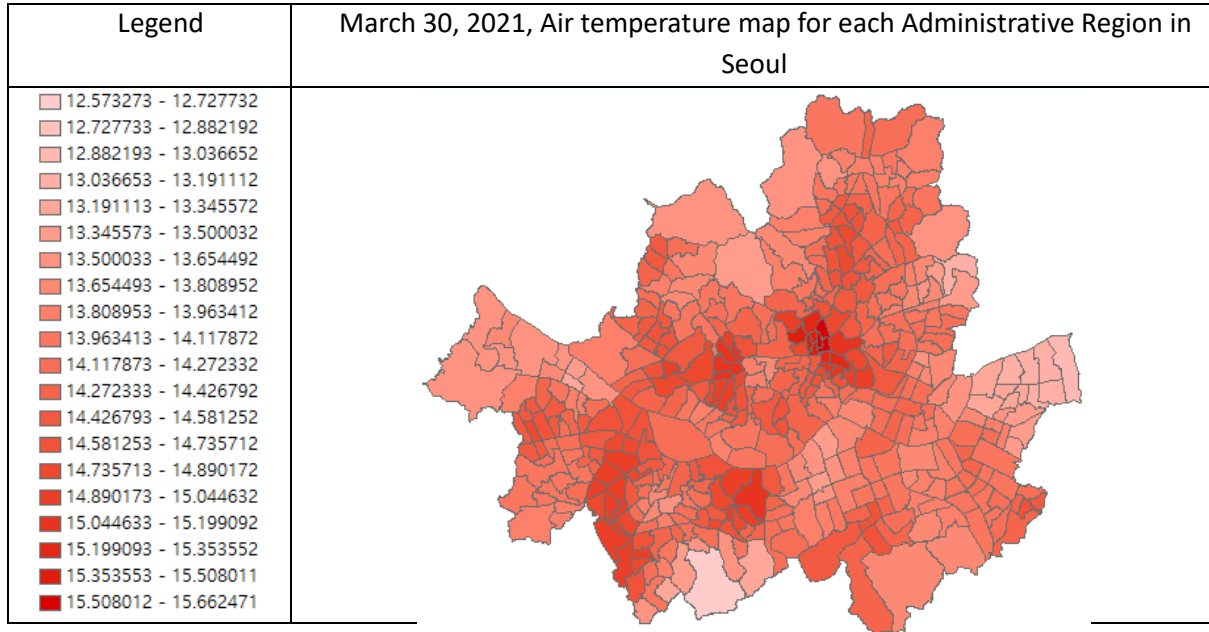 Legend
March 30, 2021, Air temperature map for each Administrative Region in
Seoul
12.573273 - 12.727732
12.727733 - 12.882192
12.882193 - 13.036652
13.036653 - 13.191112
13.191113 - 13.345572
13.345573 - 13.500032
13.500033 - 13.654492
13.654493 - 13.808952
13.808953 - 13.963412
13.963413 - 14.117872
14.117873 - 14.272332
14.272333 - 14.426792
14.426793 - 14.581252
14.581253 - 14.735712
14.735713 - 14.890172
14.890173 - 15.044632
15.044633 - 15.199092
15.199093 - 15.353552
15.353553 - 15.508011
15.508012 - 15.662471